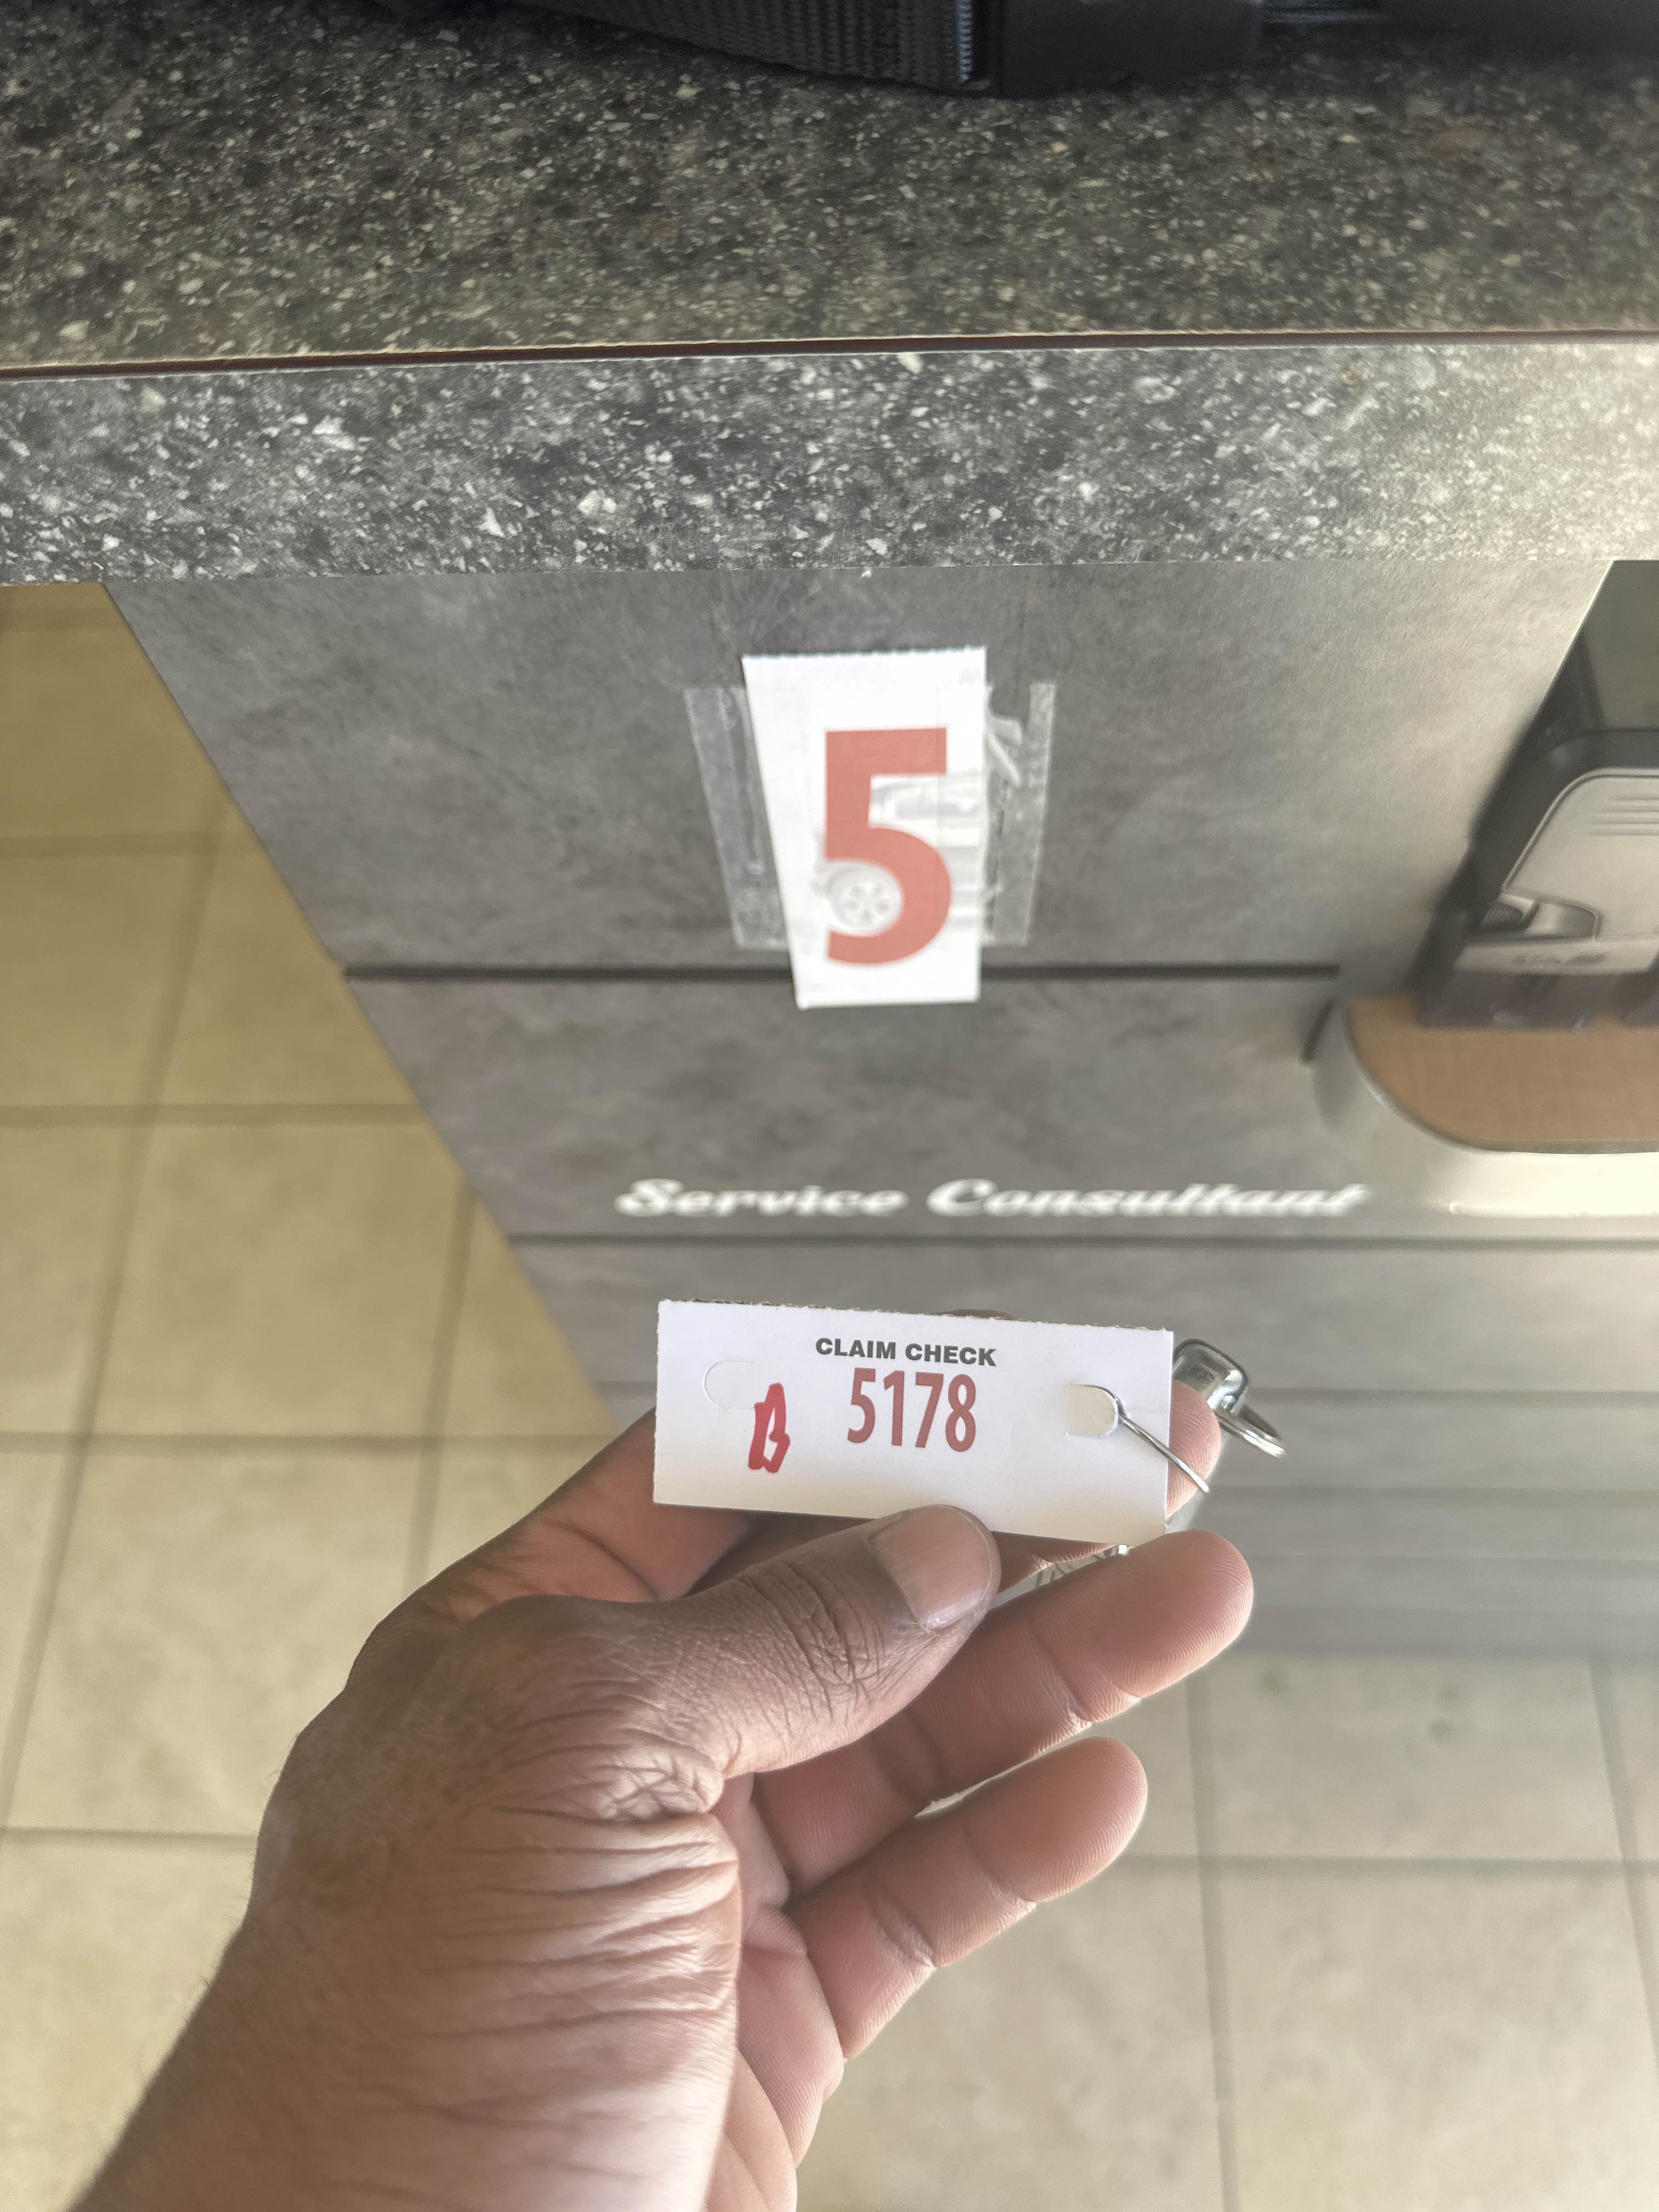 5
Service Consultant
CLAIM CHECK
B 5178